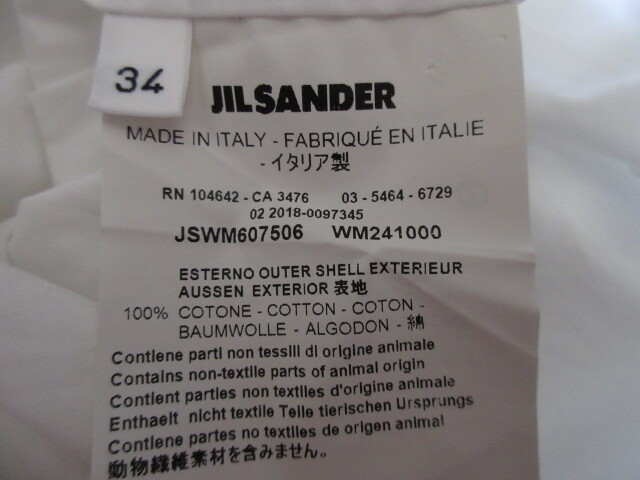 34
JIL SANDER
MADE IN ITALY - FABRIQUÉ EN ITALIE
- イタリア製
RN 104642 - CA 3476 03 - 5464 - 6729
02 2018-0097345
JSWM607506 WM241000
ESTERNO OUTER SHELL EXTERIEUR
AUSSEN EXTERIOR 表地
100% COTONE - COTTON - COTON -
BAUMWOLLE - ALGODON - 綿
Contiene parti non tessili di origine animale
Contains non-textile parts of animal origin
Contient parties non textiles d'origine animale
Enthaelt nicht textile Teile tierischen Ursprungs
Contiene partes no textiles de origen animal
動物繊維素材を含みません。